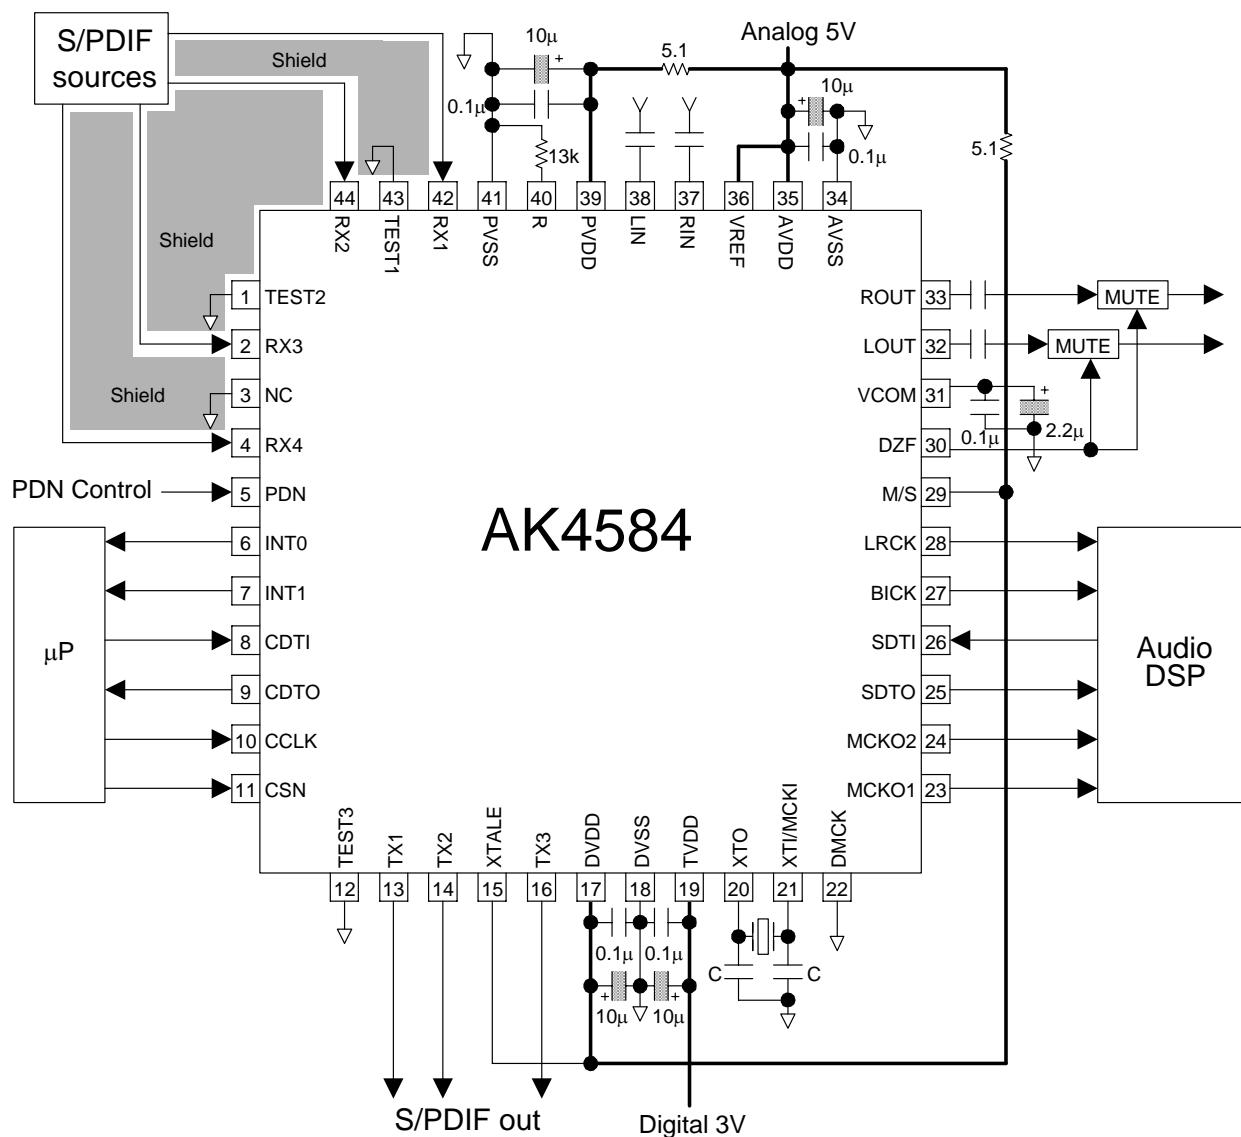 S/PDIF
sources
Shield
Shield
Shield
Analog 5V
10μ
+
5.1
10μ
+
0.1μ
13k
0.1μ
5.1
44
43
42
41
40
39
38
37
36
35
34
RX2
TEST1
RX1
PVSS
R
PVDD
LIN
RIN
VREF
AVDD
AVSS
1 TEST2
2 RX3
3 NC
4 RX4
PDN Control
5 PDN
6 INT0
7 INT1
8 CDTI
9 CDTO
10 CCLK
11 CSN
μP
AK4584
ROUT 33
MUTE
LOUT 32
MUTE
VCOM 31
+
0.1μ
2.2μ
DZF 30
M/S 29
LRCK 28
BICK 27
SDTI 26
SDTO 25
MCKO2 24
MCKO1 23
Audio
DSP
TEST3
TX1
TX2
XTALE
TX3
DVDD
DVSS
TVDD
XTO
XTI/MCKI
DMCK
12
13
14
15
16
17
18
19
20
21
22
0.1μ
0.1μ
C
C
+
+
10μ
10μ
S/PDIF out
Digital 3V